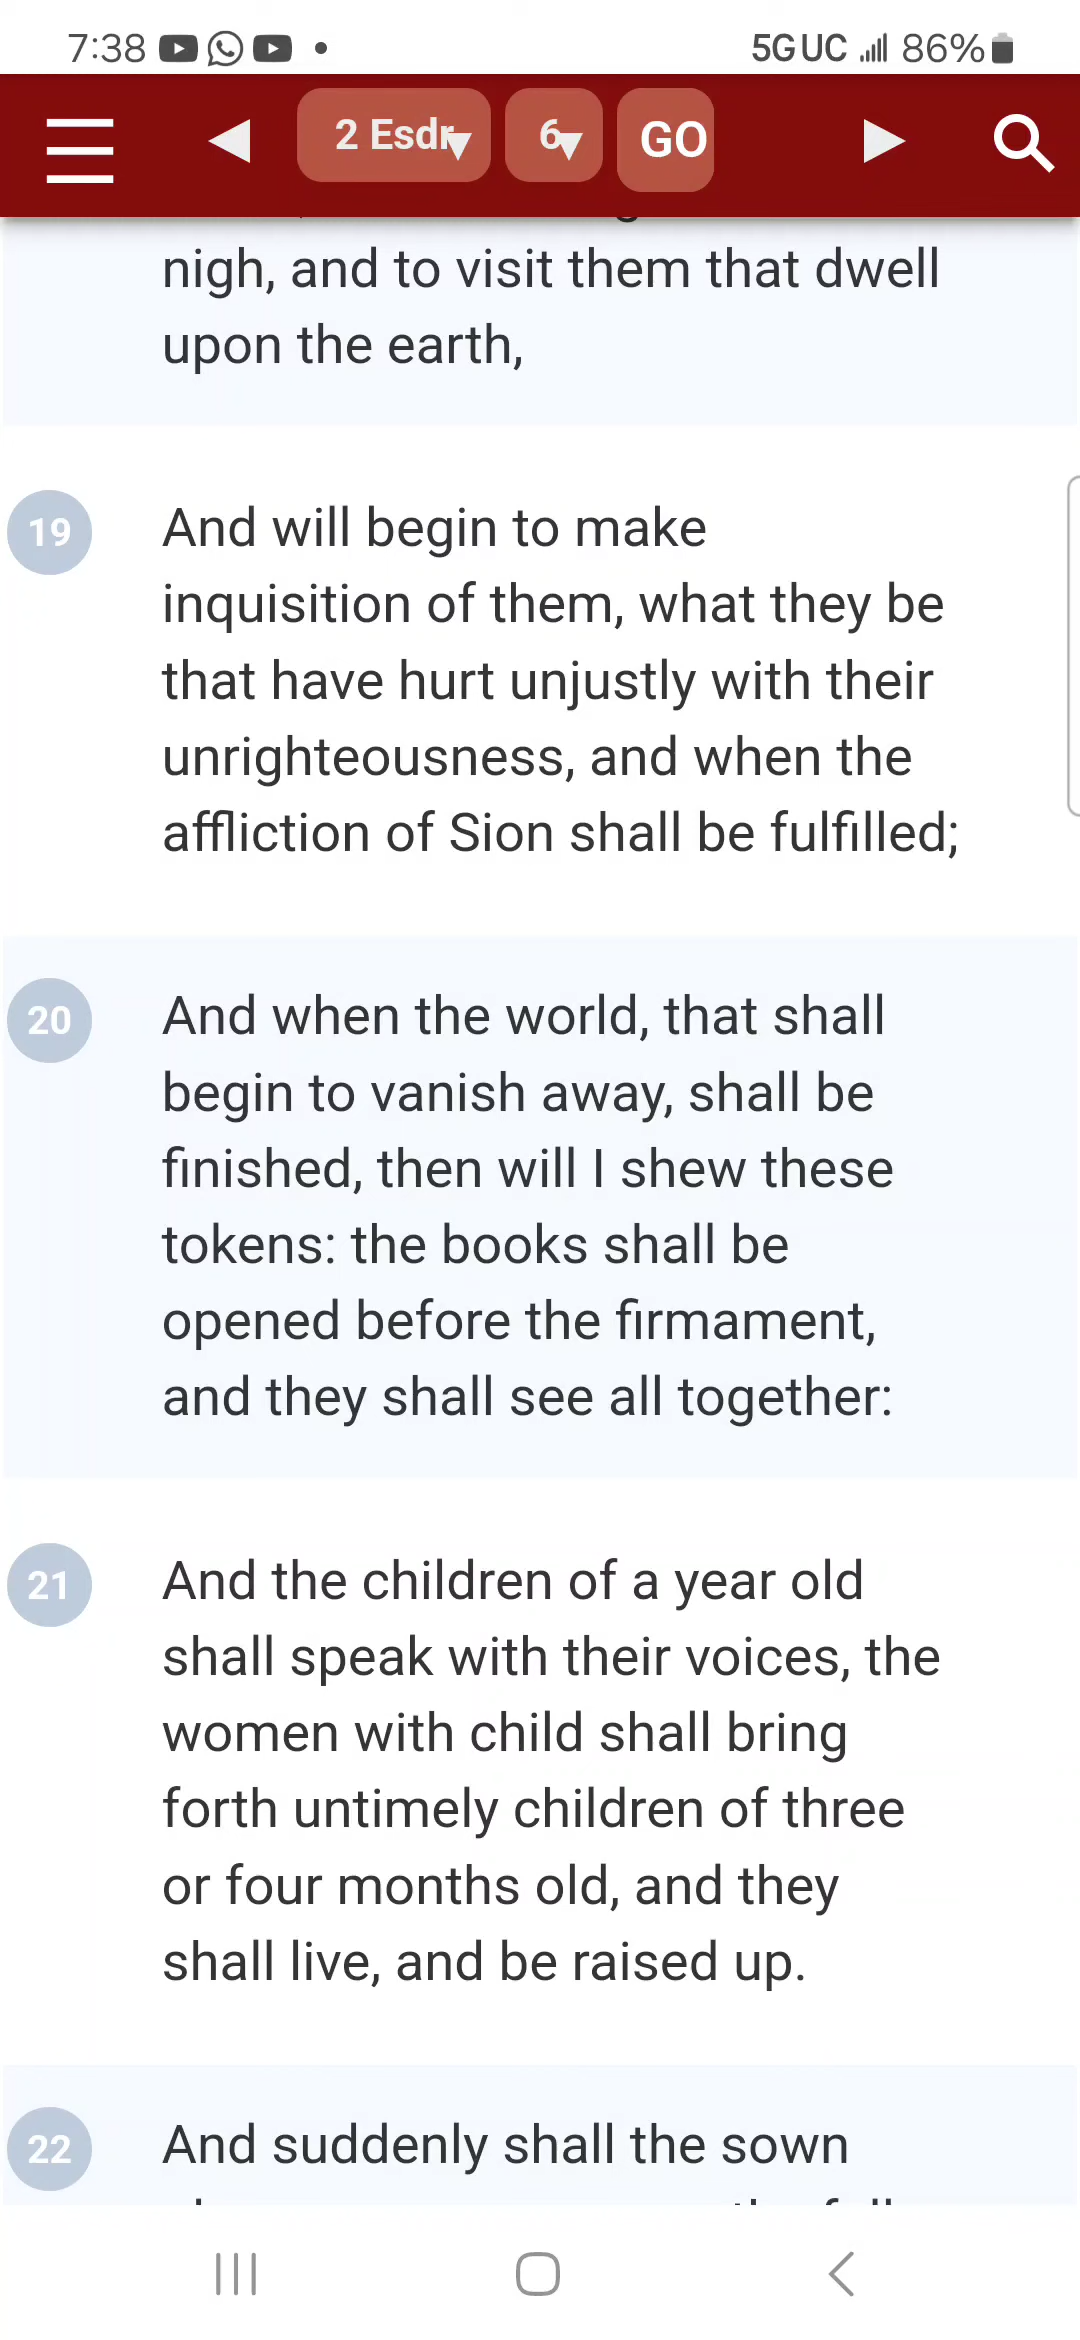 7:38 5G UC 86%
2 Esdr 6 GO
nigh, and to visit them that dwell
upon the earth,
19 And will begin to make
inquisition of them, what they be
that have hurt unjustly with their
unrighteousness, and when the
affliction of Sion shall be fulfilled;
20 And when the world, that shall
begin to vanish away, shall be
finished, then will I shew these
tokens: the books shall be
opened before the firmament,
and they shall see all together:
21 And the children of a year old
shall speak with their voices, the
women with child shall bring
forth untimely children of three
or four months old, and they
shall live, and be raised up.
22 And suddenly shall the sown